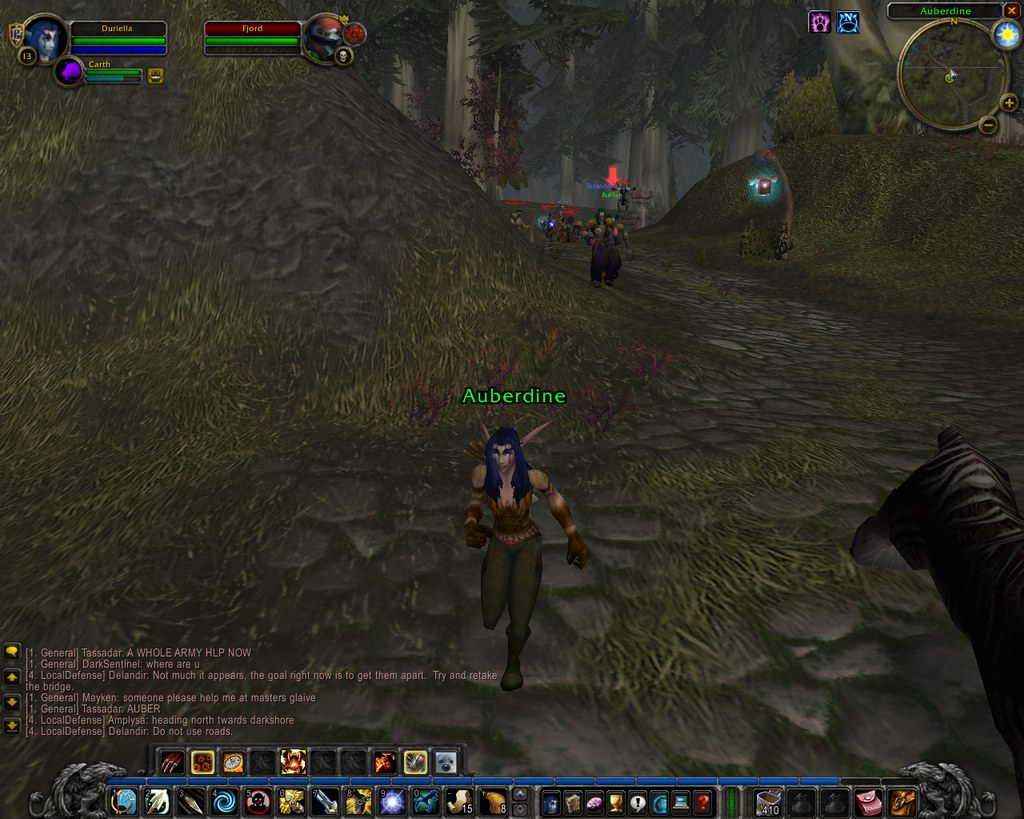 Duriella
Fjord
Auberdine
N
13
Carth
Auberdine
[1. General] Tassadar: A WHOLE ARMY HLP NOW
[1. General] DarkSentinel: where are u
[4. LocalDefense] Delandir: Not much it appears, the goal right now is to get them apart.  Try and retake
the bridge.
[1. General] Mayken: someone please help me at masters glaive
[1. General] Tassadar: AUBER
[4. LocalDefense] Amplysa: heading north twards darkshore
[4. LocalDefense] Delandir: Do not use roads.
15
8
410